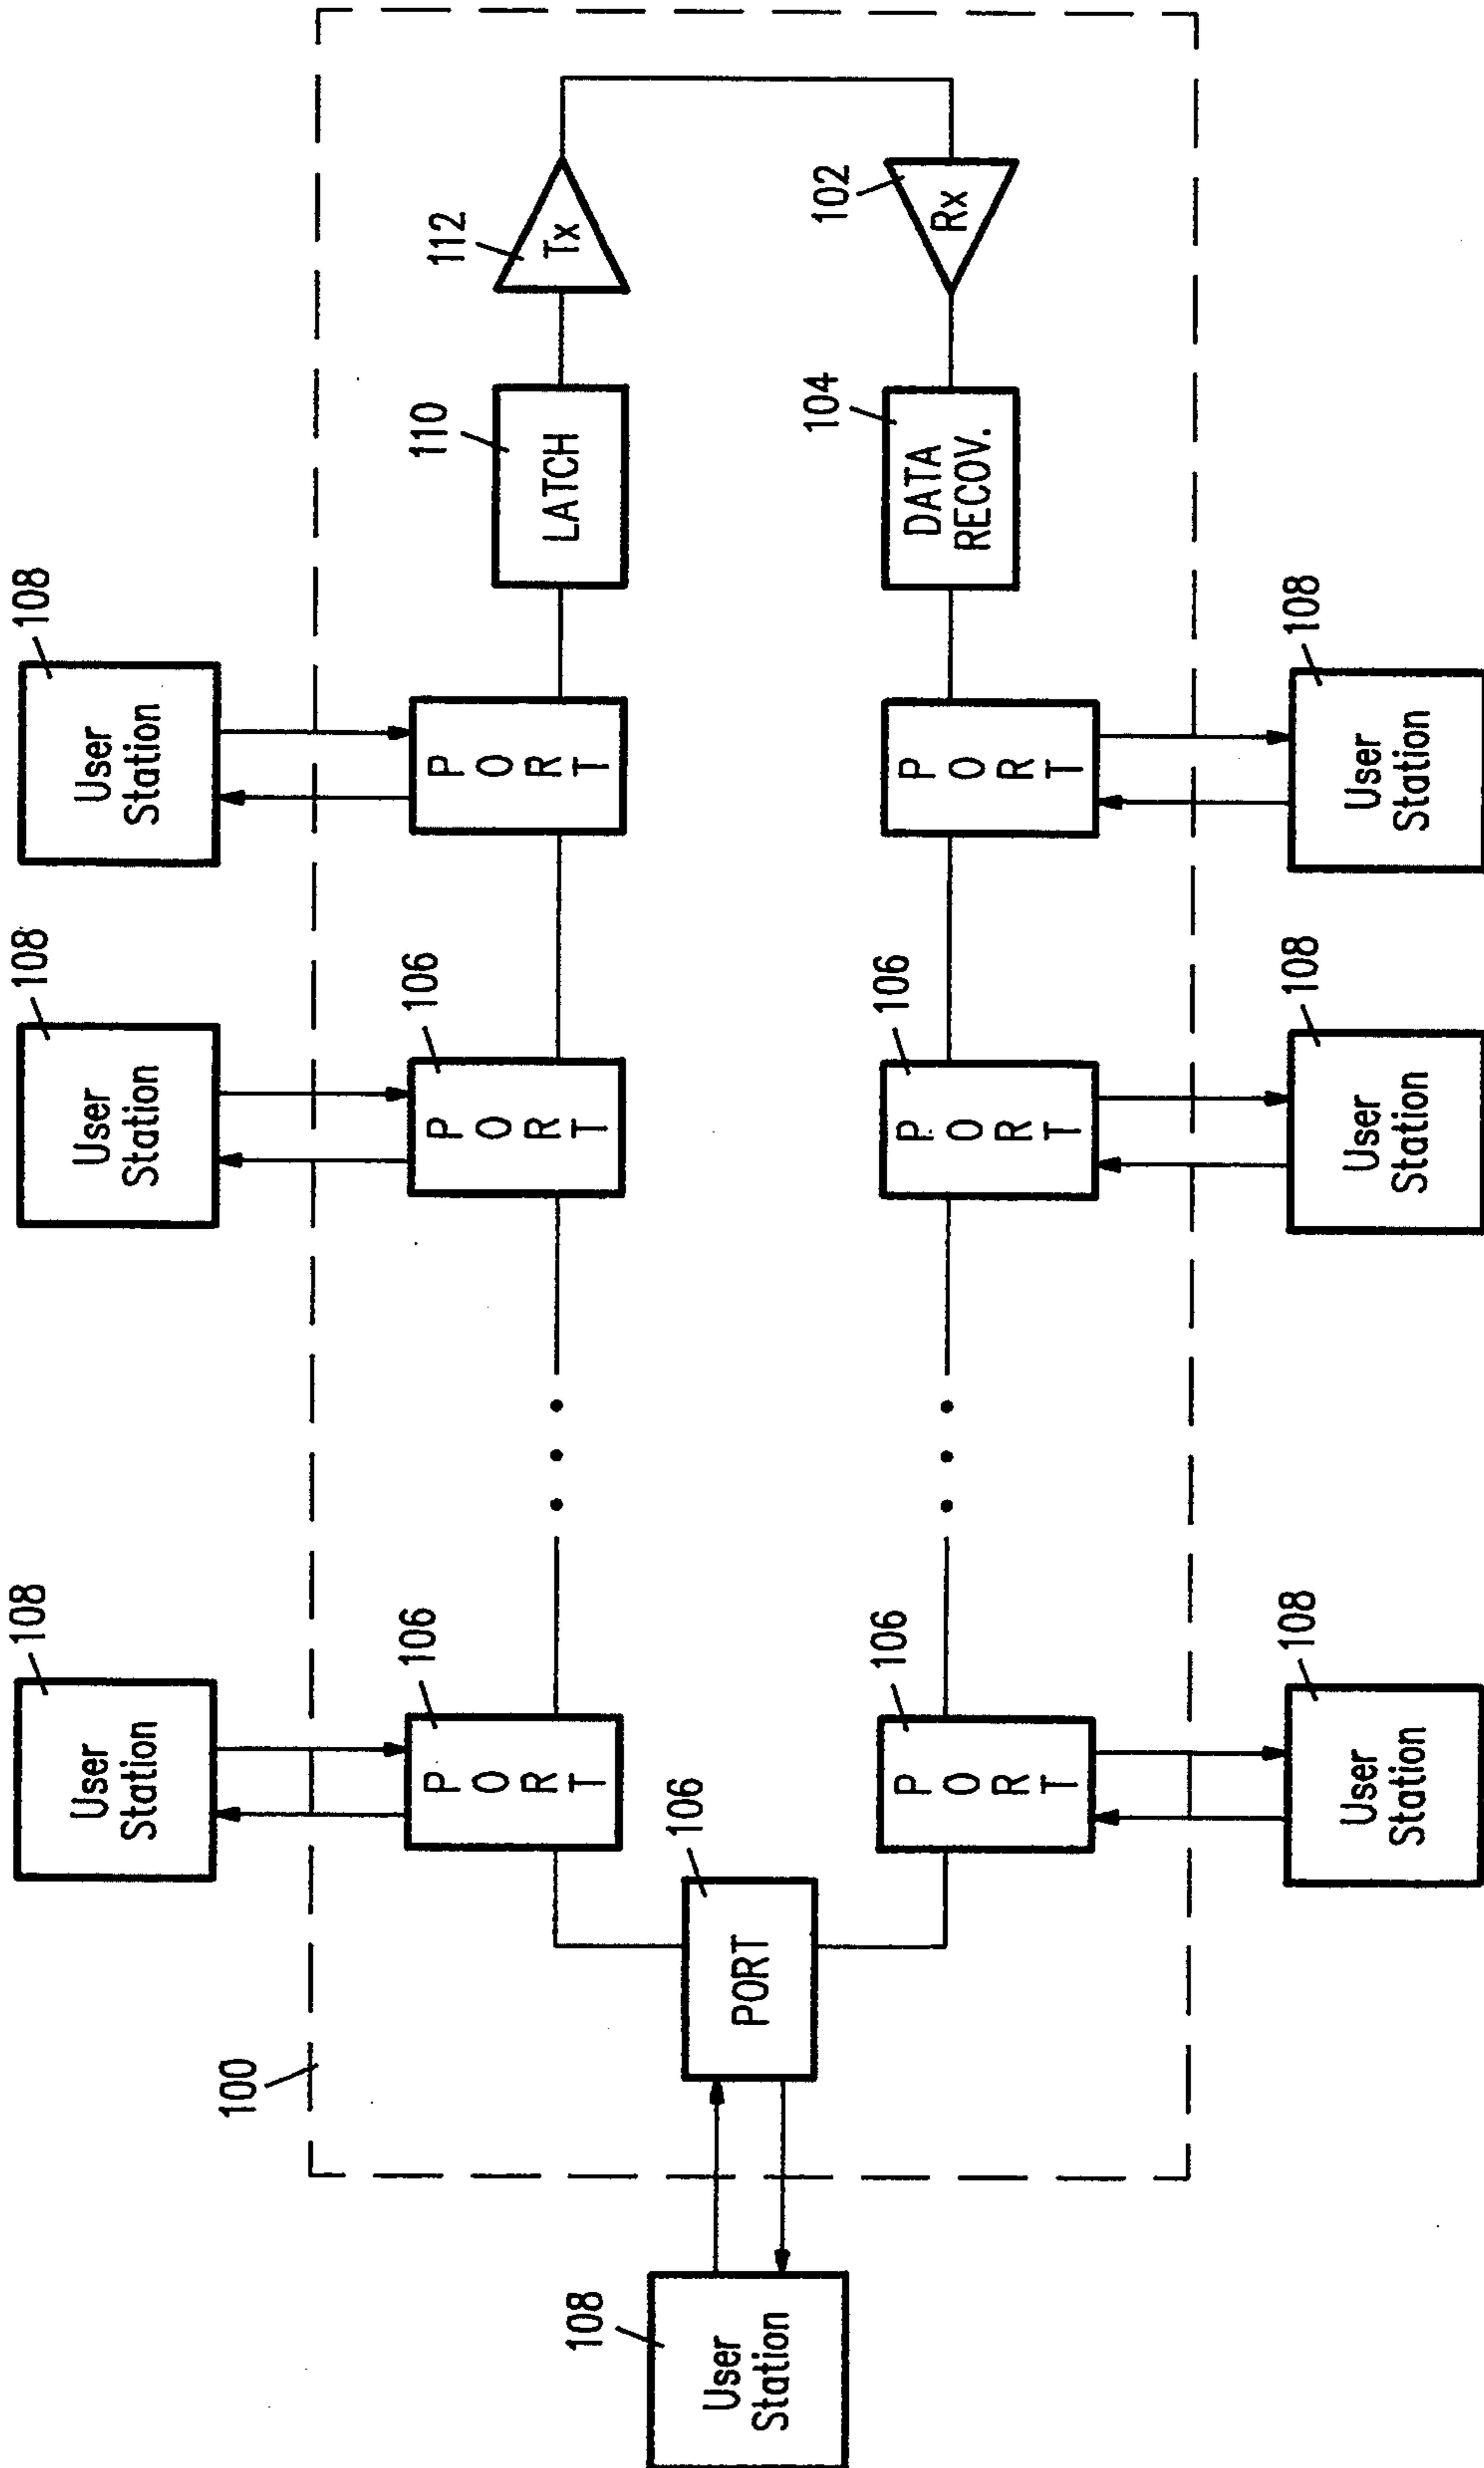 108
User
Station
108
User
Station
108
User
Station
100
106
P
O
R
T
106
P
O
R
T
P
O
R
T
110
LATCH
112
Tx
108
User
Station
106
PORT
106
P
O
R
T
106
P
O
R
T
P
O
R
T
104
DATA
RECOV.
102
Rx
108
User
Station
108
User
Station
108
User
Station